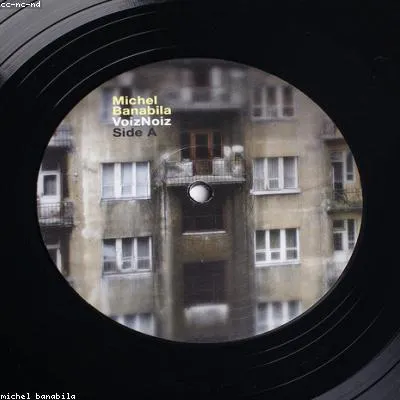 cc-nc-nd
Michel
Banabila
VoizNoiz
Side A
michel banabila